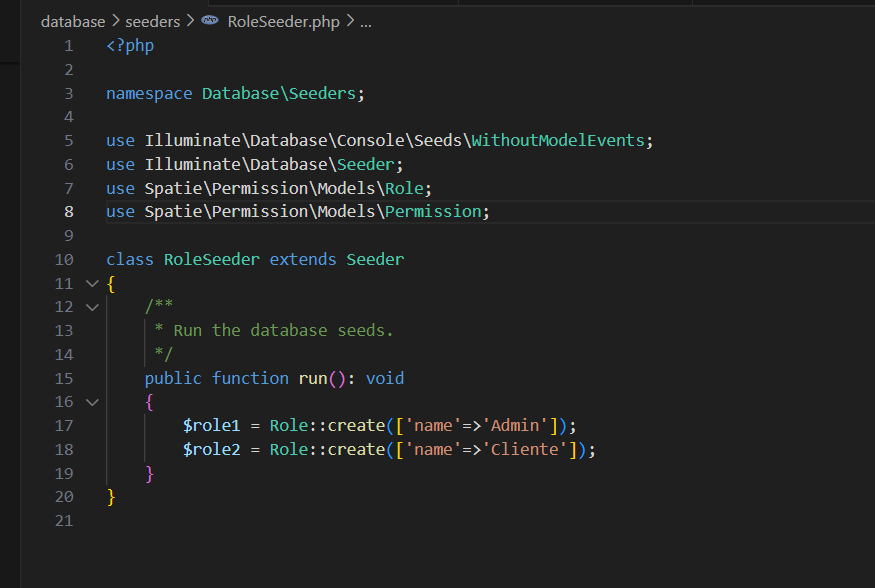 database > seeders > RoleSeeder.php > ...
1 <?php
2
3 namespace Database\Seeders;
4
5 use Illuminate\Database\Console\Seeds\WithoutModelEvents;
6 use Illuminate\Database\Seeder;
7 use Spatie\Permission\Models\Role;
8 use Spatie\Permission\Models\Permission;
9
10 class RoleSeeder extends Seeder
11 {
12     /**
13      * Run the database seeds.
14      */
15     public function run(): void
16     {
17         $role1 = Role::create(['name'=>'Admin']);
18         $role2 = Role::create(['name'=>'Cliente']);
19     }
20 }
21